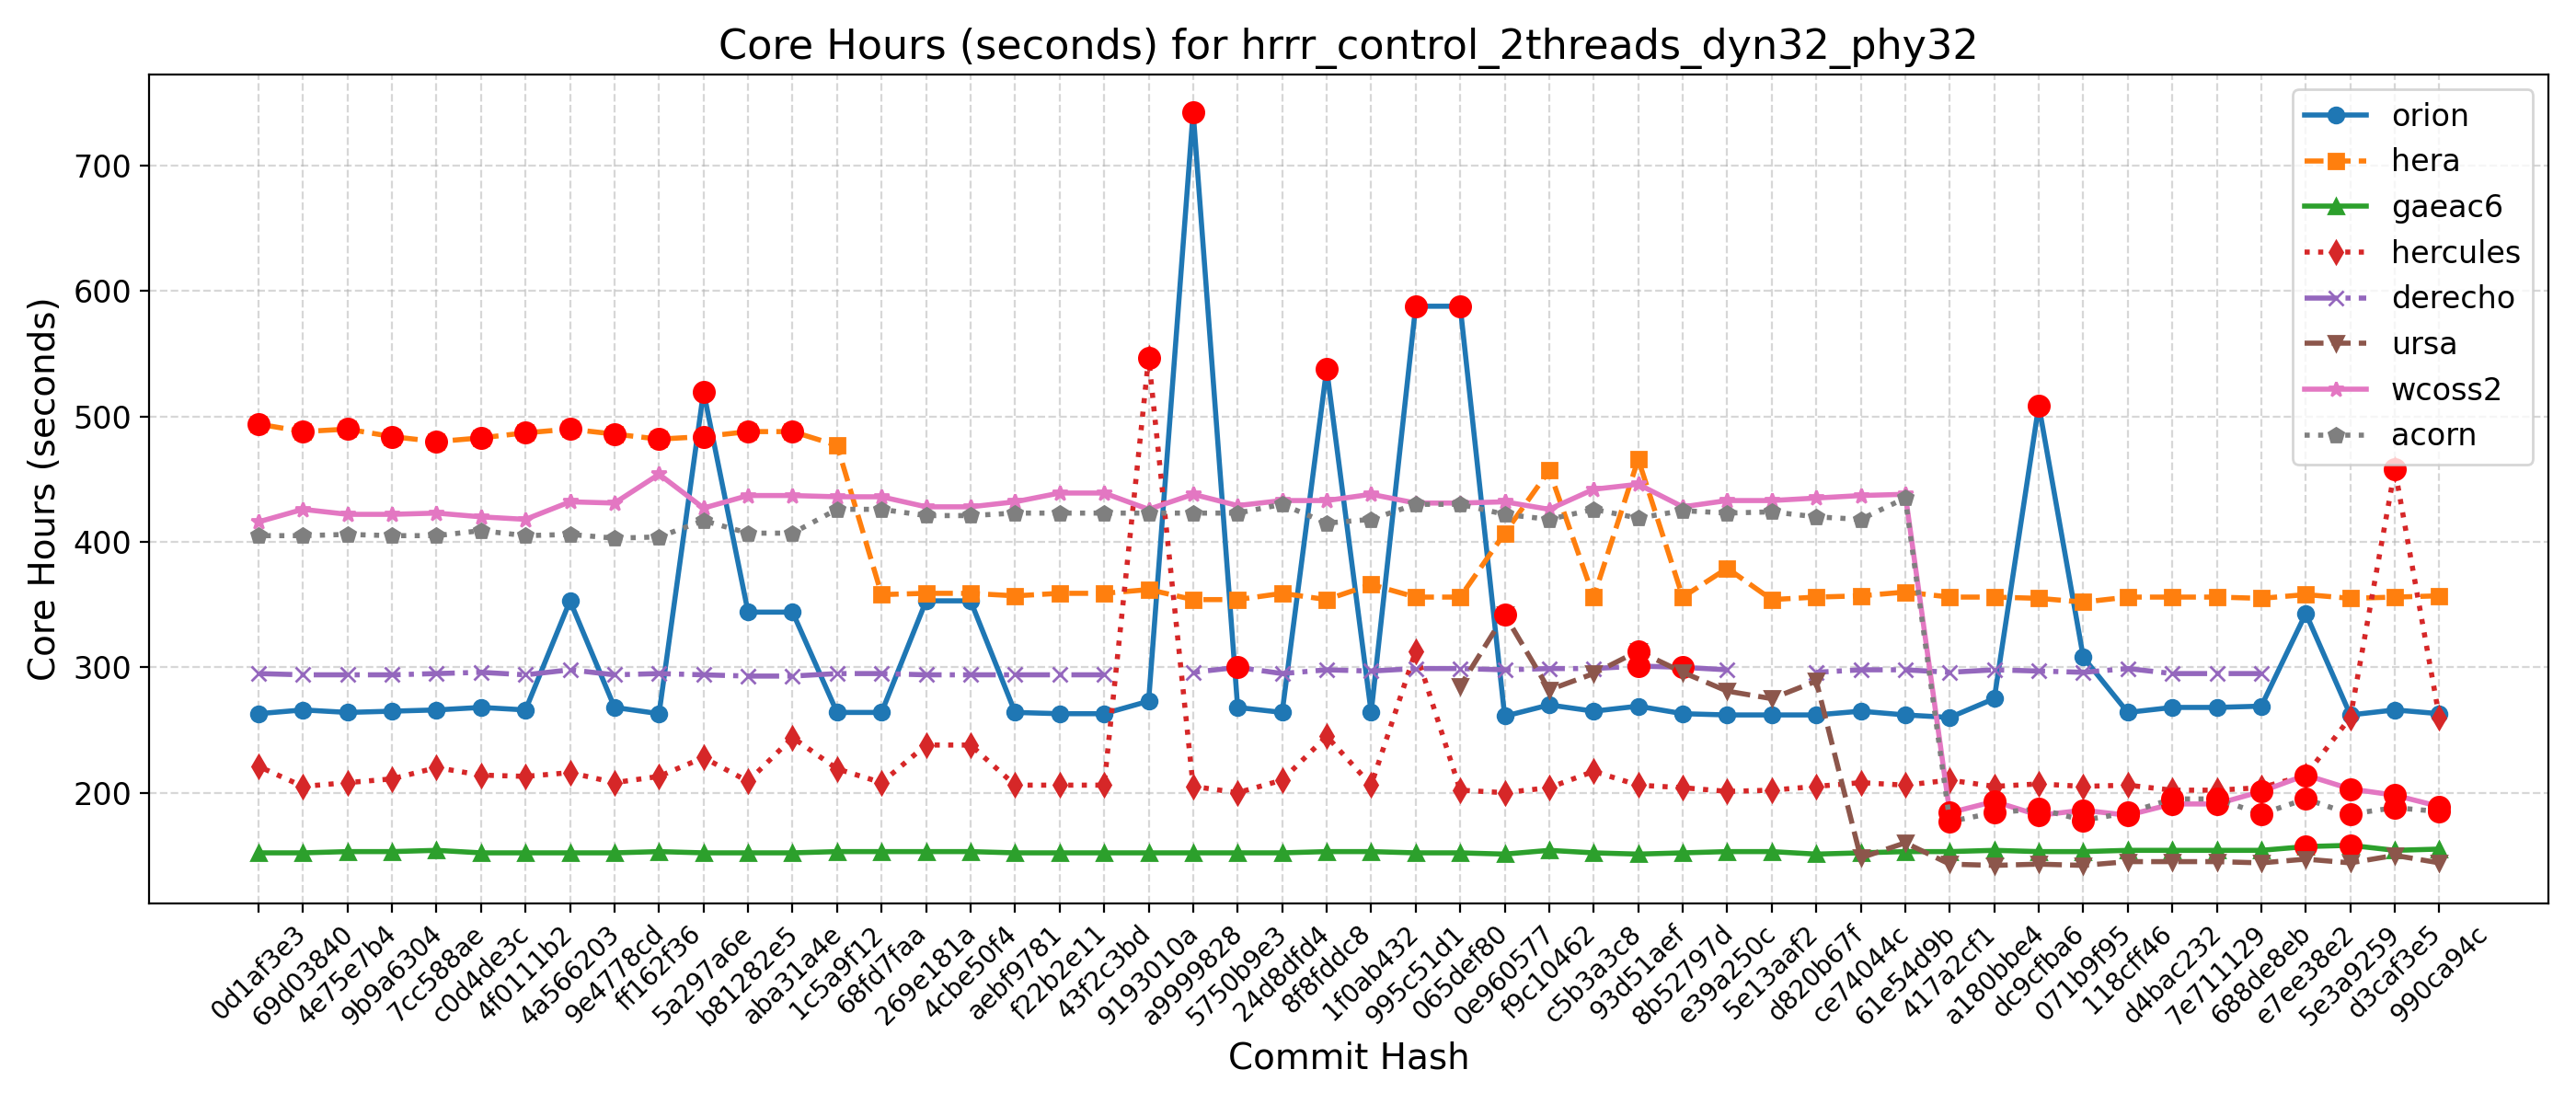 Core Hours (seconds) for hrrr_control_2threads_dyn32_phy32
Core Hours (seconds)
700
600
500
400
300
200
orion
hera
gaeac6
hercules
derecho
ursa
wcoss2
acorn
0d1af3e3
69d03840
4e75e7b4
9b9a6304
7cc588ae
c0d4de3c
4f0111b2
4a566203
9e4778cd
ff162f36
5a297a6e
b81282e5
aba31a4e
1c5a9f12
68fd7faa
269e181a
4cbe50f4
aebf9781
f22b2e11
43f2c3bd
9193010a
a9999828
5750b9e3
24d8dfd4
8f8fddc8
1f0ab432
995c51d1
065def80
0e960577
f9c10462
c5b3a3c8
93d51aef
8b52797d
e39a250c
5e13aaf2
d820b67f
ce74044c
61e54d9b
417a2cf1
a180bbe4
dc9cfba6
071b9f95
118cff46
d4bac232
7e711129
688de8eb
e7ee38e2
5e3a9259
d3caf3e5
990ca94c
Commit Hash